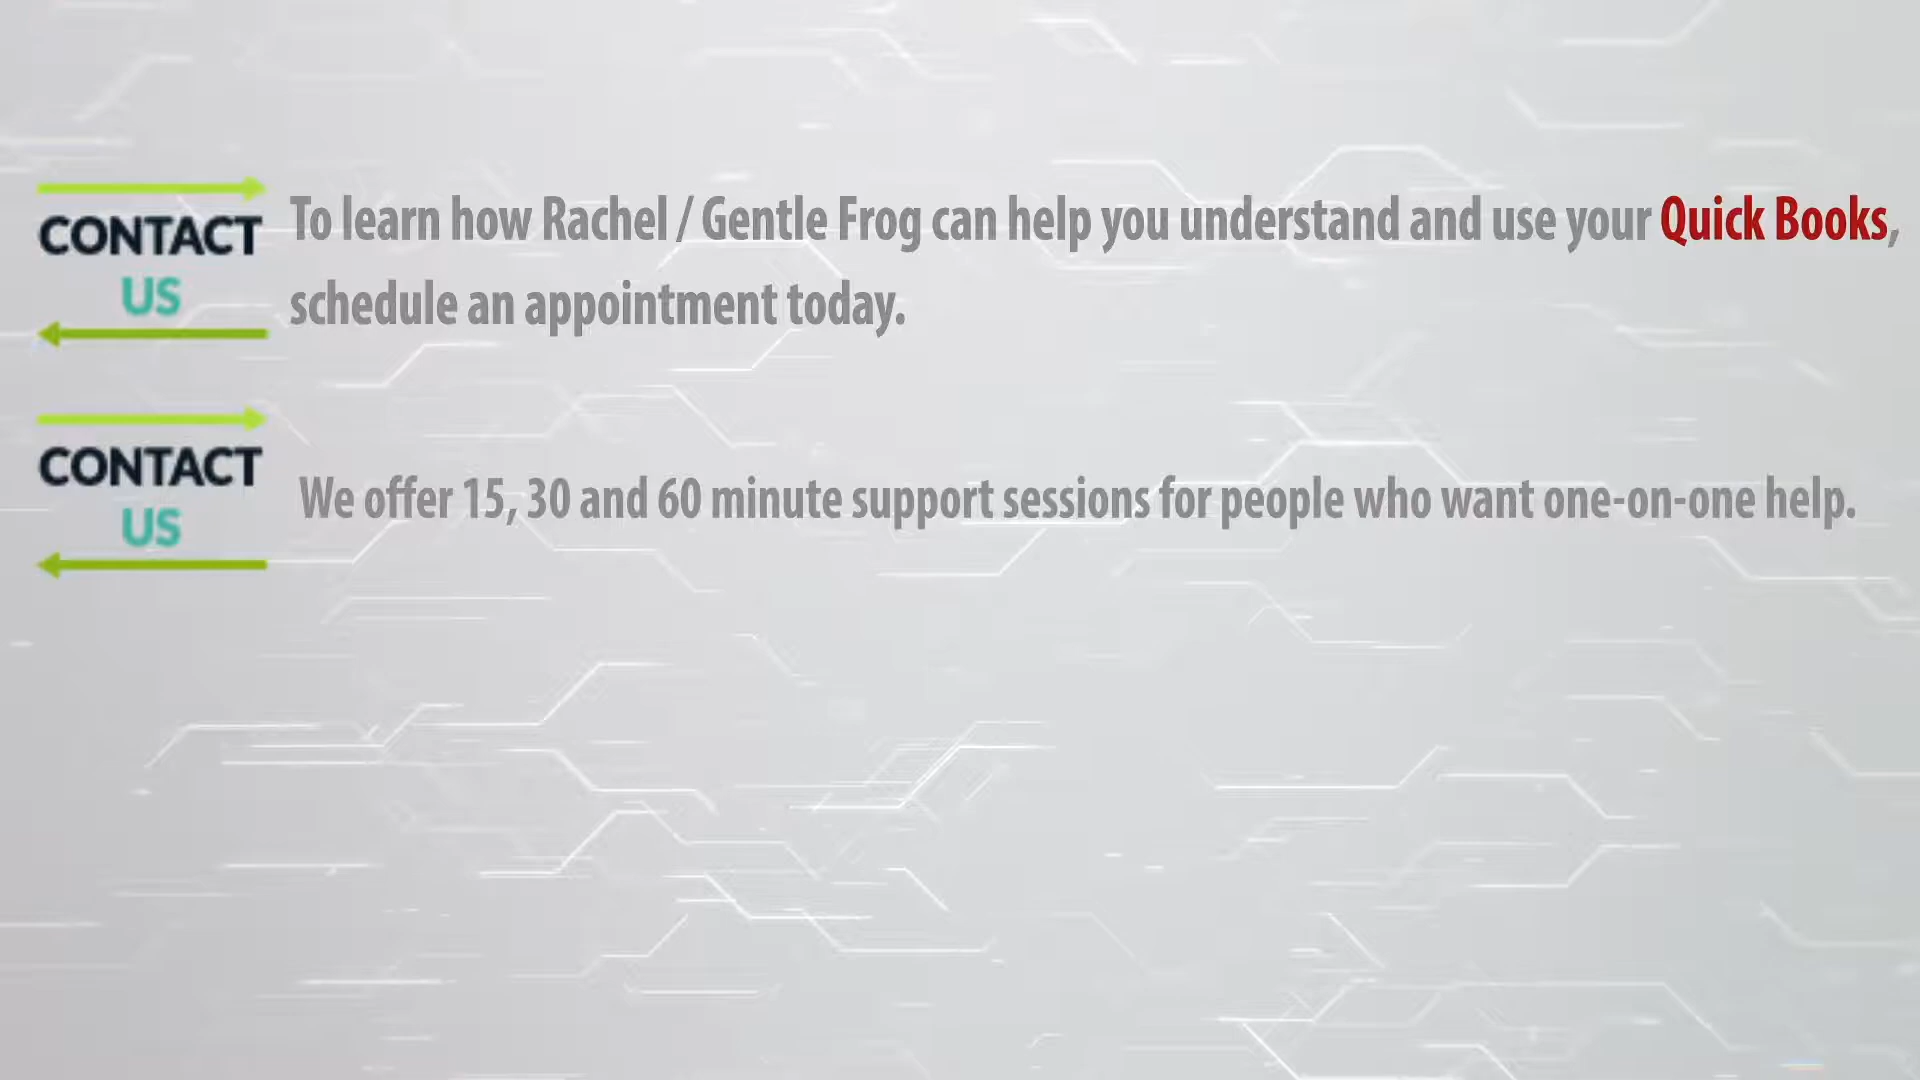 CONTACT
US
To learn how Rachel / Gentle Frog can help you understand and use your Quick Books,
schedule an appointment today.
CONTACT
US
We offer 15, 30 and 60 minute support sessions for people who want one-on-one help.